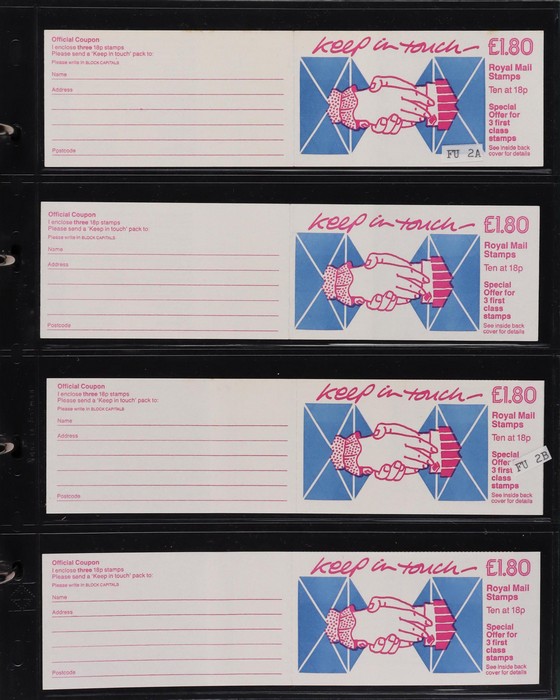 Official Coupon
I enclose three 18p stamps
Please send a 'Keep in touch' pack to:
Please write in BLOCK CAPITALS
Name
Address
Postcode
Keep in touch
£1.80
Royal Mail
Stamps
Ten at 18p
Special
Offer for
3 first
class
stamps
See inside back
cover for details
FU 2A
Official Coupon
I enclose three 18p stamps
Please send a 'Keep in touch' pack to:
Please write in BLOCK CAPITALS
Name
Address
Postcode
Keep in touch
£1.80
Royal Mail
Stamps
Ten at 18p
Special
Offer for
3 first
class
stamps
See inside back
cover for details
Official Coupon
I enclose three 18p stamps
Please send a 'Keep in touch' pack to:
Please write in BLOCK CAPITALS
Name
Address
Postcode
Keep in touch
£1.80
Royal Mail
Stamps
Ten at 18p
Special
Offer
3 first
class
stamps
See inside back
cover for details
FU 2B
Official Coupon
I enclose three 18p stamps
Please send a 'Keep in touch' pack to:
Please write in BLOCK CAPITALS
Name
Address
Postcode
Keep in touch
£1.80
Royal Mail
Stamps
Ten at 18p
Special
Offer for
3 first
class
stamps
See inside back
cover for details